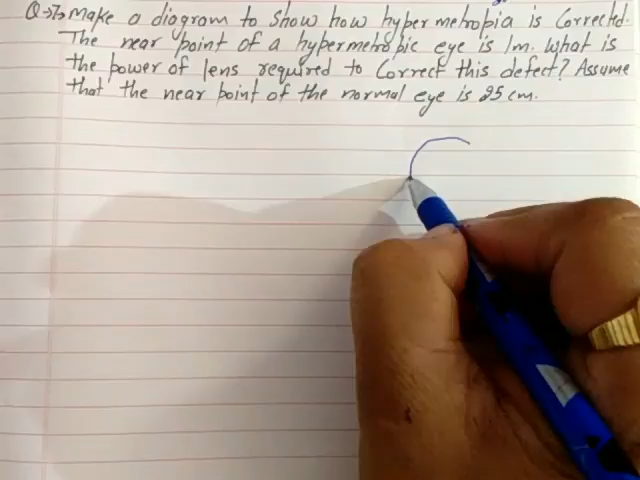 Q→7→ make a diagram to show how hypermetropia is corrected.
The near point of a hypermetropic eye is 1m. what is
the power of lens required to correct this defect? Assume
that the near point of the normal eye is 25 cm.